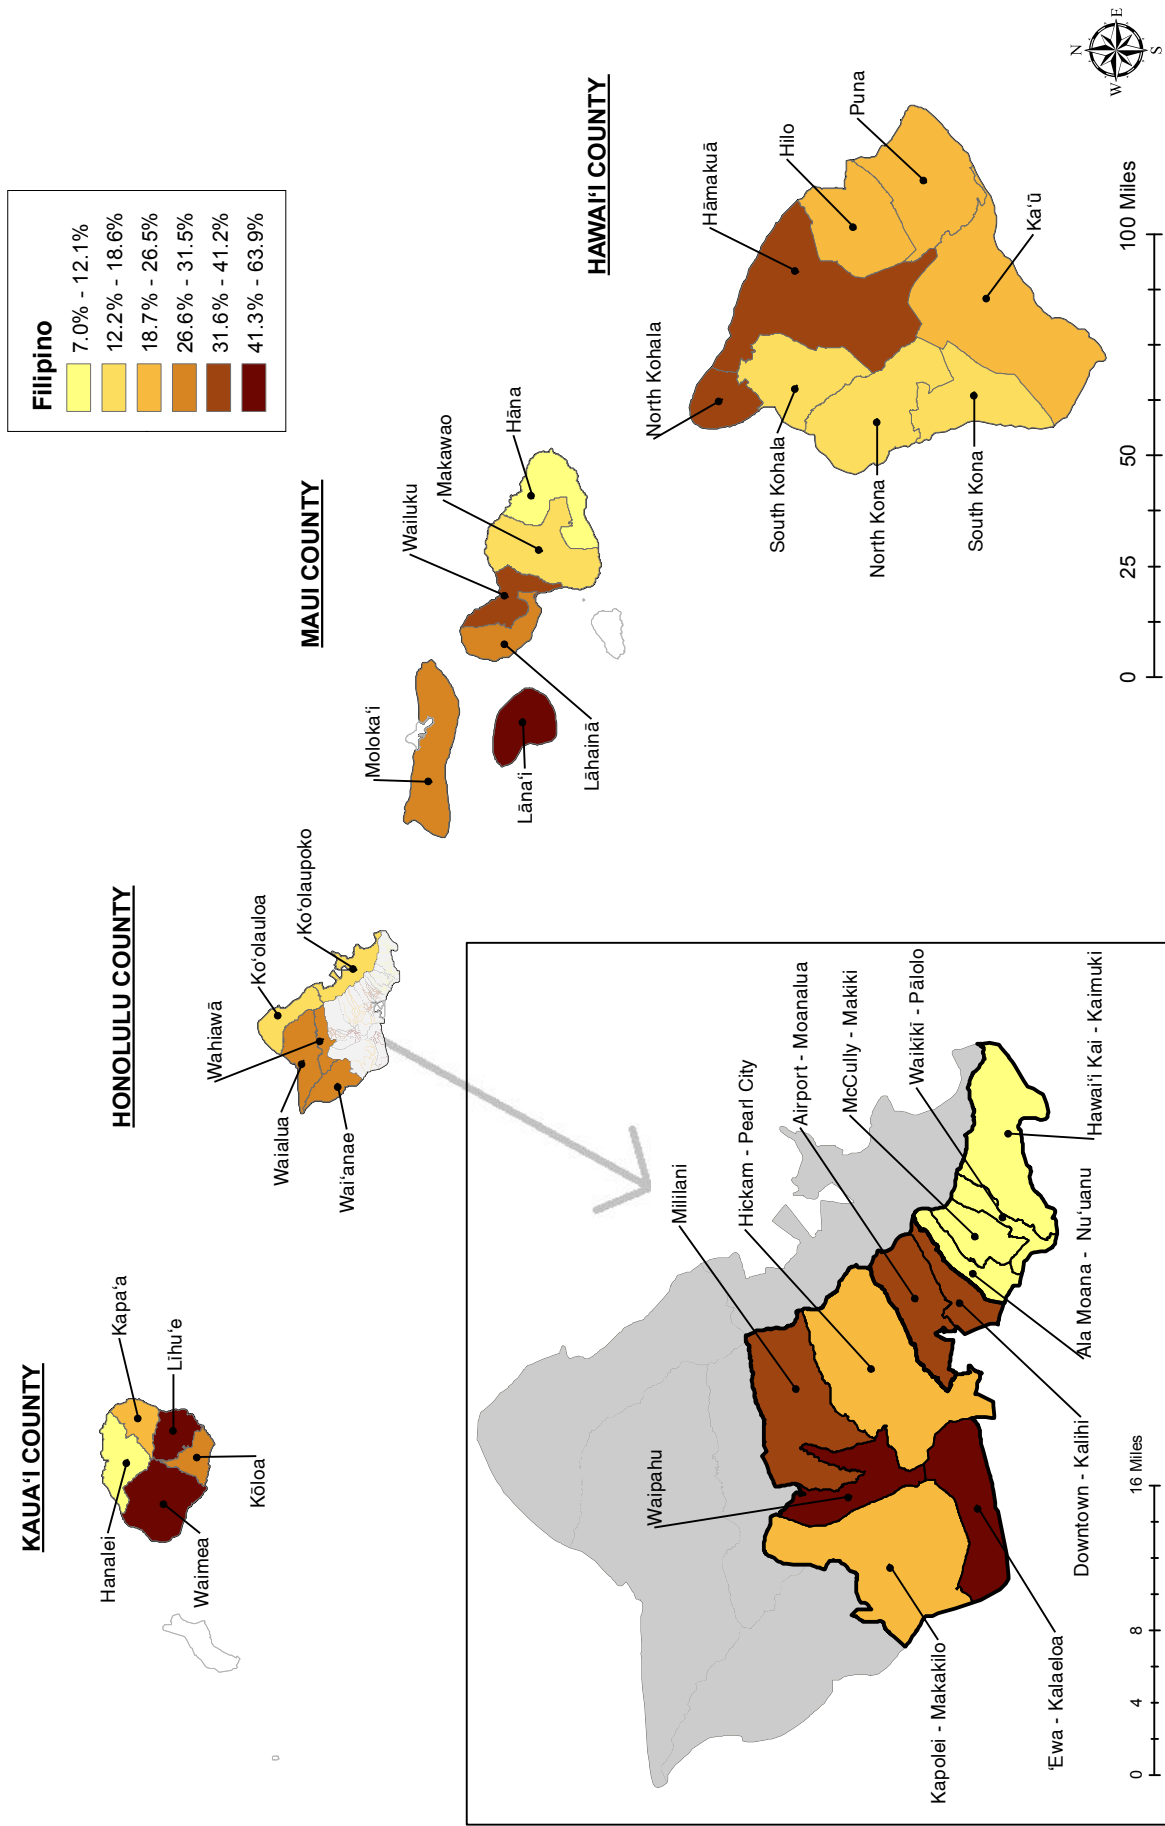 KAUAʻI COUNTY
Hanalei
Kapaʻa
Līhuʻe
Kōloa
Waimea
HONOLULU COUNTY
Wahiawā
Koʻolauloa
Koʻolaupoko
Waialua
Waiʻanae
MAUI COUNTY
Molokaʻi
Lānaʻi
Lāhainā
Wailuku
Makawao
Hāna
HAWAIʻI COUNTY
North Kohala
Hāmakuā
Hilo
Puna
Kaʻū
South Kohala
North Kona
South Kona
Filipino
7.0% - 12.1%
12.2% - 18.6%
18.7% - 26.5%
26.6% - 31.5%
31.6% - 41.2%
41.3% - 63.9%
Waipahu
Mililani
Hickam - Pearl City
Airport - Moanalua
McCully - Makiki
Waikiki - Pālolo
Hawaiʻi Kai - Kaimuki
Ala Moana - Nuʻuanu
Downtown - Kalihi
ʻEwa - Kalaeloa
Kapolei - Makakilo
0 4 8 16 Miles
0 25 50 100 Miles
N
W E
S